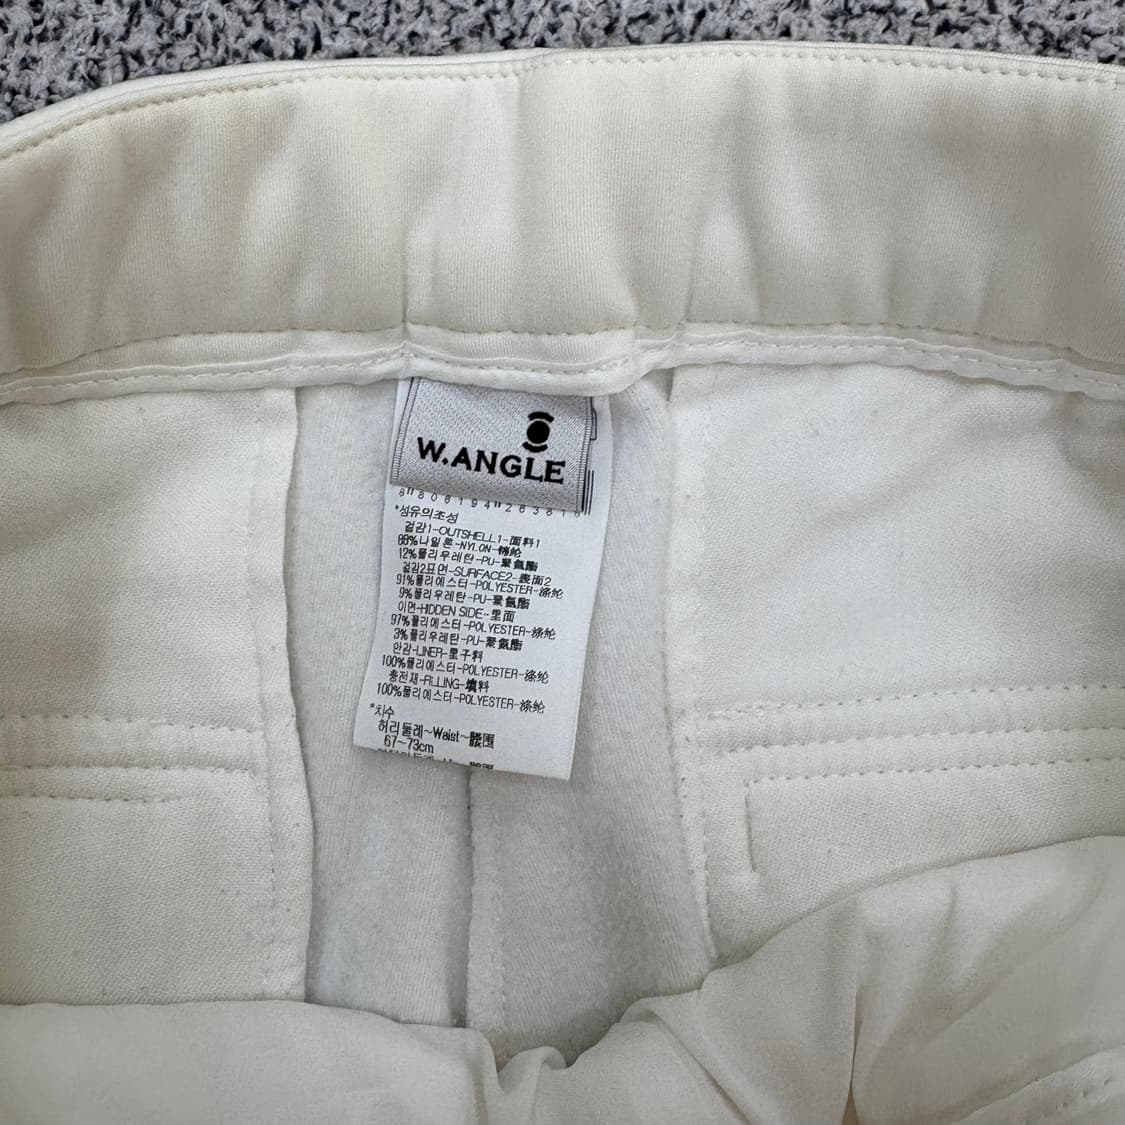 W.ANGLE
8"806194"263816
*섬유의조성
겉감1-OUTSHELL1-面料1
88%나일론-NYLON-锦纶
12%폴리우레탄-PU-聚氨酯
겉감2표면-SURFACE2-表面2
91%폴리에스터-POLYESTER-涤纶
9%폴리우레탄-PU-聚氨酯
이면-HIDDEN SIDE-里面
97%폴리에스터-POLYESTER-涤纶
3%폴리우레탄-PU-聚氨酯
안감-LINER-里子料
100%폴리에스터-POLYESTER-涤纶
충전재-FILLING-填料
100%폴리에스터-POLYESTER-涤纶
*치수
허리둘레~Waist~腰围
67~73cm